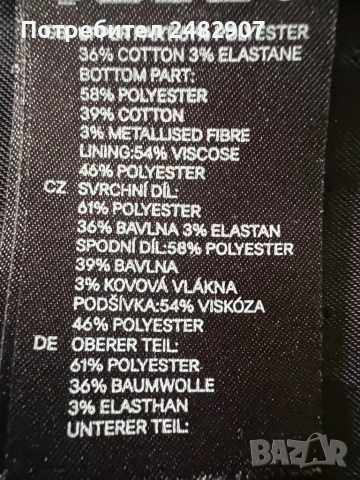 Потребител 2482907
ESTER
36% COTTON 3% ELASTANE
BOTTOM PART:
58% POLYESTER
39% COTTON
3% METALLISED FIBRE
LINING:54% VISCOSE
46% POLYESTER
CZ SVRCHNÍ DÍL:
61% POLYESTER
36% BAVLNA 3% ELASTAN
SPODNÍ DÍL:58% POLYESTER
39% BAVLNA
3% KOVOVÁ VLÁKNA
PODŠÍVKA:54% VISKÓZA
46% POLYESTER
DE OBERER TEIL:
61% POLYESTER
36% BAUMWOLLE
3% ELASTHAN
UNTERER TEIL:
BAZAR